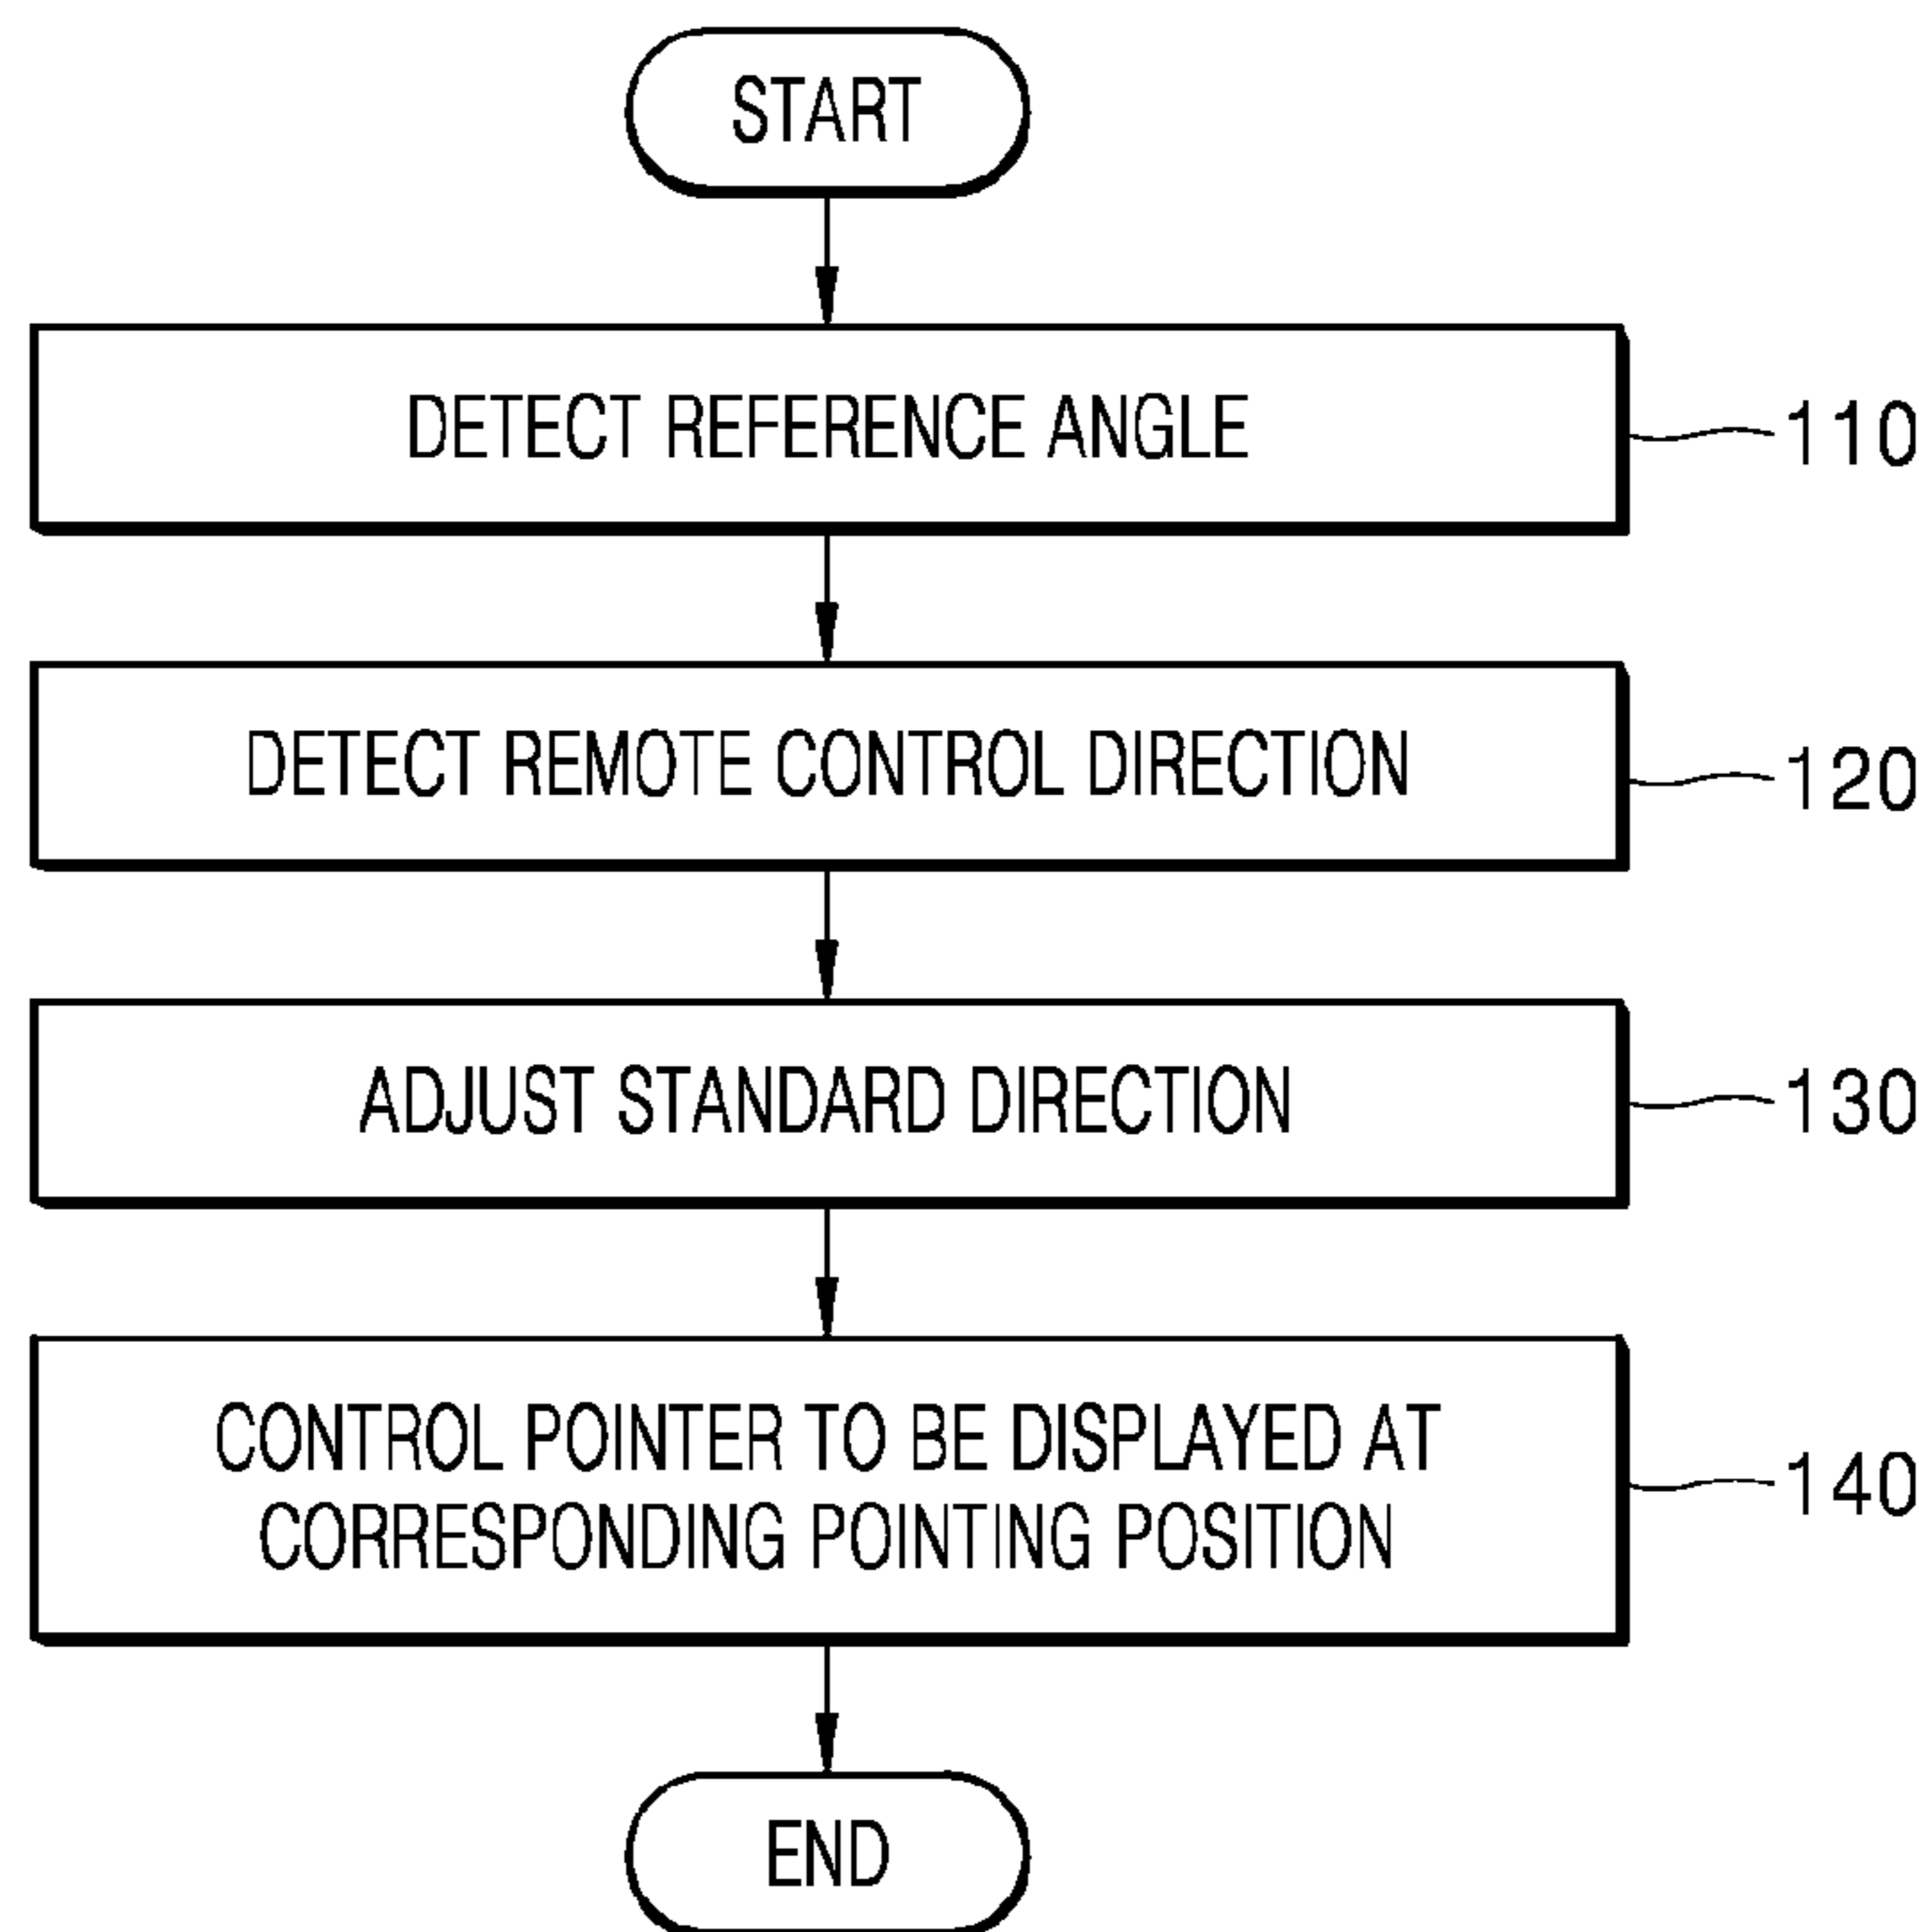 START
DETECT REFERENCE ANGLE
110
DETECT REMOTE CONTROL DIRECTION
120
ADJUST STANDARD DIRECTION
130
CONTROL POINTER TO BE DISPLAYED AT
CORRESPONDING POINTING POSITION
140
END